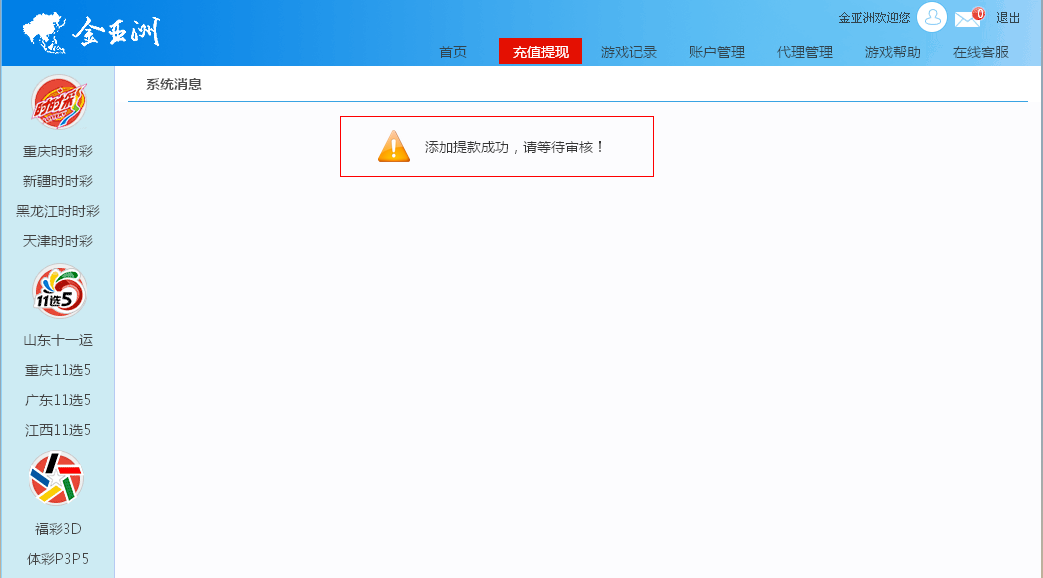 金亚洲
金亚洲欢迎您 0 退出
首页 充值提现 游戏记录 账户管理 代理管理 游戏帮助 在线客服
系统消息
添加提款成功，请等待审核！
时时彩
重庆时时彩
新疆时时彩
黑龙江时时彩
天津时时彩
11选5
山东十一运
重庆11选5
广东11选5
江西11选5
福彩3D
体彩P3P5